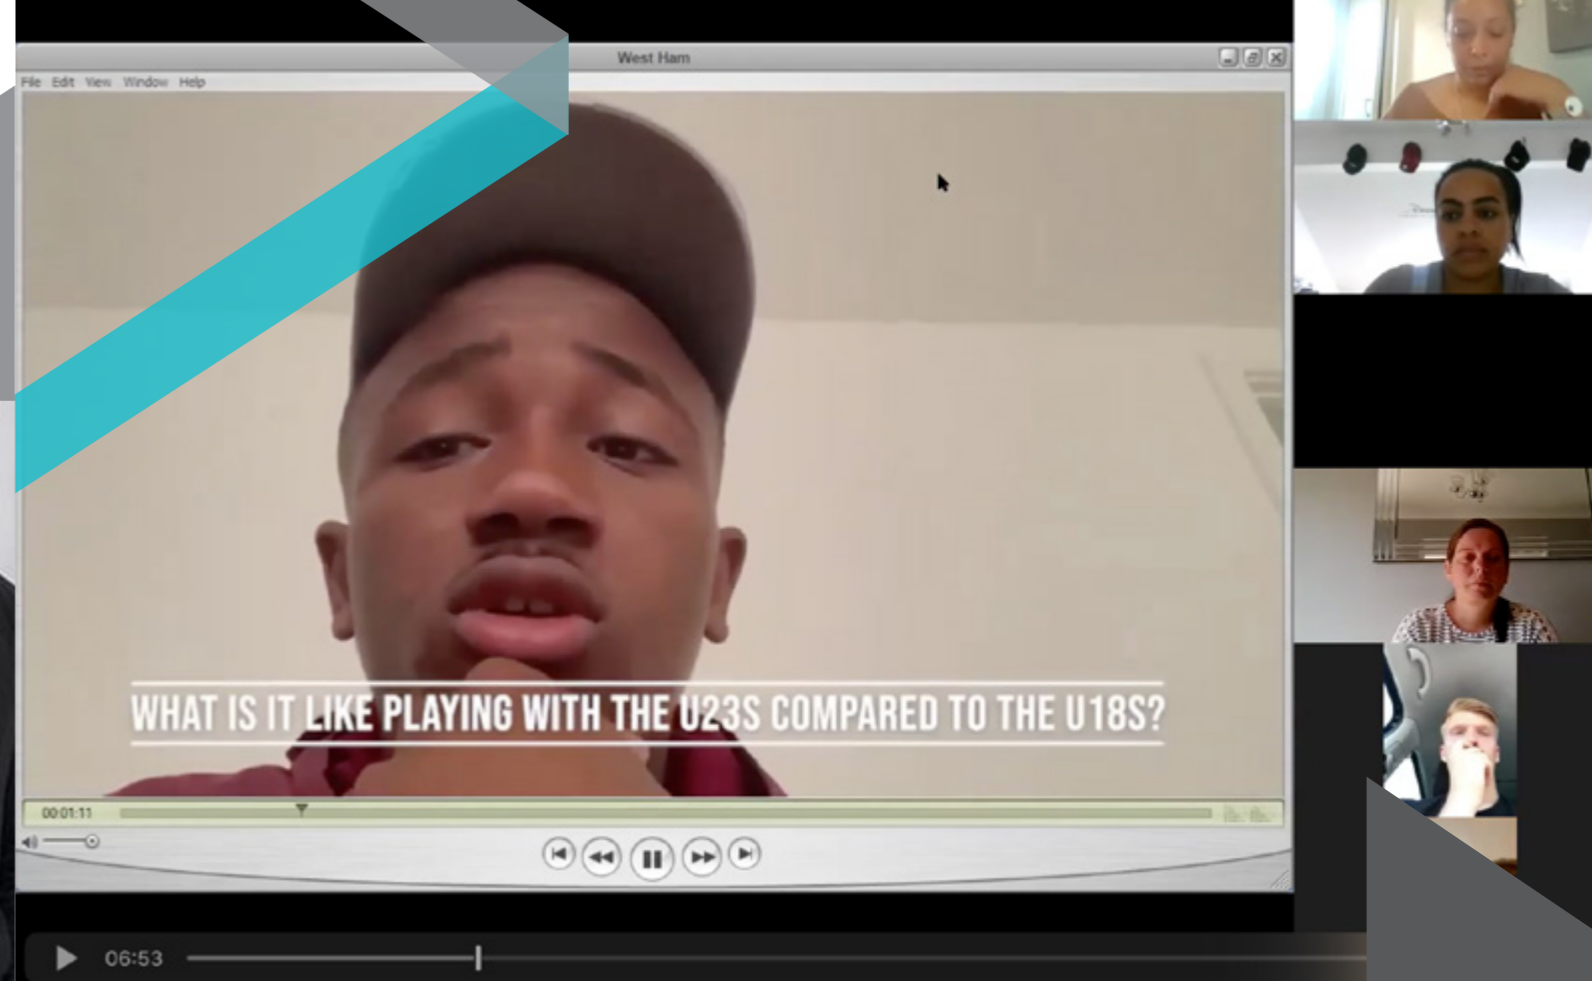 West Ham
File Edit View Window Help
WHAT IS IT LIKE PLAYING WITH THE U23S COMPARED TO THE U18S?
00:01:11
06:53